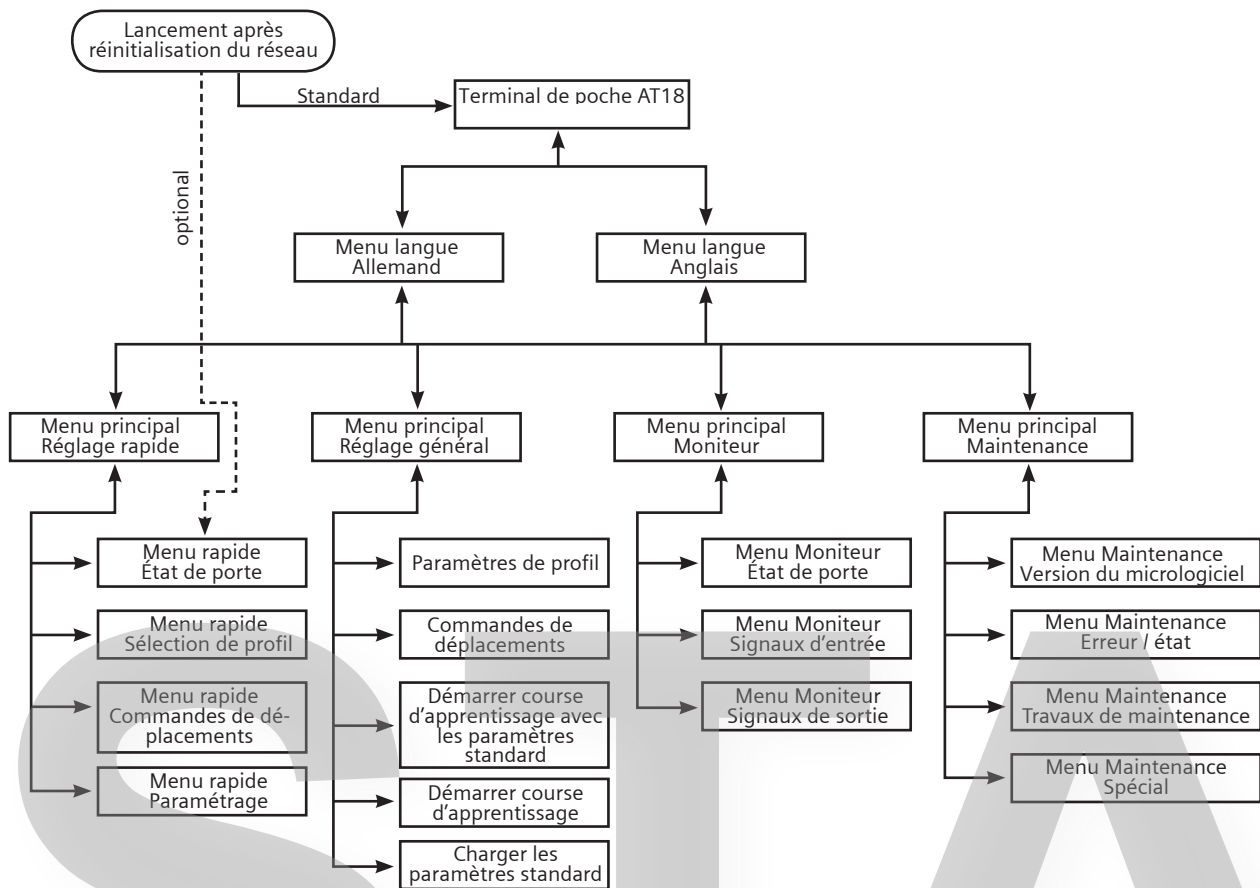 Lancement après
réinitialisation du réseau
Standard
Terminal de poche AT18
optional
Menu langue
Allemand
Menu langue
Anglais
Menu principal
Réglage rapide
Menu principal
Réglage général
Menu principal
Moniteur
Menu principal
Maintenance
Menu rapide
État de porte
Menu rapide
Sélection de profil
Menu rapide
Commandes de dé-
placements
Menu rapide
Paramétrage
Paramètres de profil
Commandes de
déplacements
Démarrer course
d'apprentissage avec
les paramètres
standard
Démarrer course
d'apprentissage
Charger les
paramètres standard
Menu Moniteur
État de porte
Menu Moniteur
Signaux d'entrée
Menu Moniteur
Signaux de sortie
Menu Maintenance
Version du micrologiciel
Menu Maintenance
Erreur / état
Menu Maintenance
Travaux de maintenance
Menu Maintenance
Spécial
STA